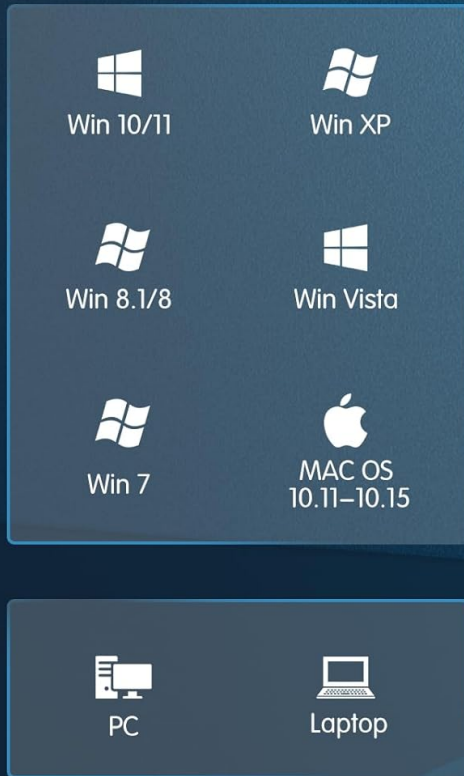 Win 10/11
Win XP
Win 8.1/8
Win Vista
Win 7
MAC OS
10.11–10.15
PC
Laptop